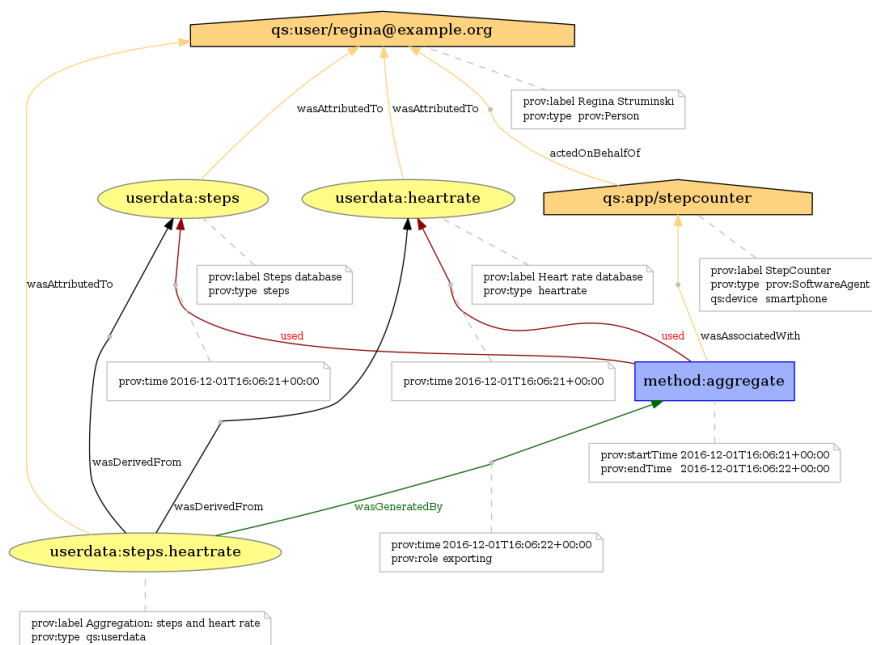 qs:user/regina@example.org
prov:label Regina Struminski
prov:type prov:Person
wasAttributedTo
wasAttributedTo
actedOnBehalfOf
userdata:steps
userdata:heartrate
qs:app/stepcounter
prov:label Steps database
prov:type steps
prov:label Heart rate database
prov:type heartrate
prov:label StepCounter
prov:type prov:SoftwareAgent
qs:device smartphone
wasAttributedTo
used
used
wasAssociatedWith
prov:time 2016-12-01T16:06:21+00:00
prov:time 2016-12-01T16:06:21+00:00
method:aggregate
prov:startTime 2016-12-01T16:06:21+00:00
prov:endTime 2016-12-01T16:06:22+00:00
wasDerivedFrom
wasDerivedFrom
wasGeneratedBy
prov:time 2016-12-01T16:06:22+00:00
prov:role exporting
userdata:steps.heartrate
prov:label Aggregation: steps and heart rate
prov:type qs:userdata